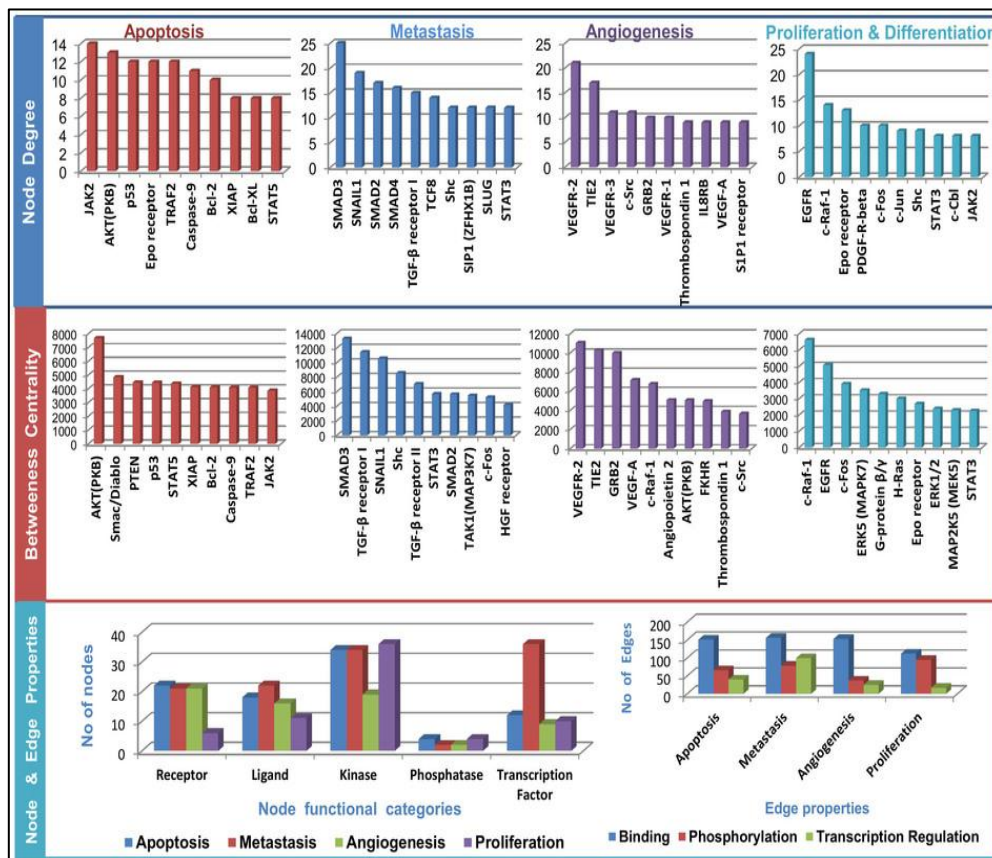 Apoptosis
Metastasis
Angiogenesis
Proliferation & Differentiation
Node Degree
14
12
10
8
6
4
2
0
JAK2
AKT(PKB)
p53
Epo receptor
TRAF2
Caspase-9
Bcl-2
XIAP
Bcl-XL
STAT5
25
20
15
10
5
0
SMAD3
SNAIL1
SMAD2
SMAD4
TGF-β receptor I
TCF8
Shc
SIP1 (ZFHX1B)
SLUG
STAT3
25
20
15
10
5
0
VEGFR-2
TIE2
VEGFR-3
c-Src
GRB2
VEGFR-1
Thrombospondin 1
IL8RB
VEGF-A
S1P1 receptor
25
20
15
10
5
0
EGFR
c-Raf-1
Epo receptor
PDGF-R-beta
c-Fos
c-Jun
Shc
STAT3
c-Cbl
JAK2
Betweeness Centrality
8000
7000
6000
5000
4000
3000
2000
1000
0
AKT(PKB)
Smac/Diablo
PTEN
p53
STAT5
XIAP
Bcl-2
Caspase-9
TRAF2
JAK2
14000
12000
10000
8000
6000
4000
2000
0
SMAD3
TGF-β receptor I
SNAIL1
Shc
TGF-β receptor II
STAT3
SMAD2
TAK1(MAP3K7)
c-Fos
HGF receptor
12000
10000
8000
6000
4000
2000
0
VEGFR-2
TIE2
GRB2
VEGF-A
c-Raf-1
Angiopoietin 2
AKT(PKB)
FKHR
Thrombospondin 1
c-Src
7000
6000
5000
4000
3000
2000
1000
0
c-Raf-1
EGFR
c-Fos
ERK5 (MAPK7)
G-protein β/γ
H-Ras
Epo receptor
ERK1/2
MAP2K5 (MEK5)
STAT3
Node & Edge Properties
No of nodes
40
30
20
10
0
Receptor
Ligand
Kinase
Phosphatase
Transcription
Factor
Node functional categories
Apoptosis
Metastasis
Angiogenesis
Proliferation
No of Edges
200
150
100
50
0
Apoptosis
Metastasis
Angiogenesis
Proliferation
Edge properties
Binding
Phosphorylation
Transcription Regulation